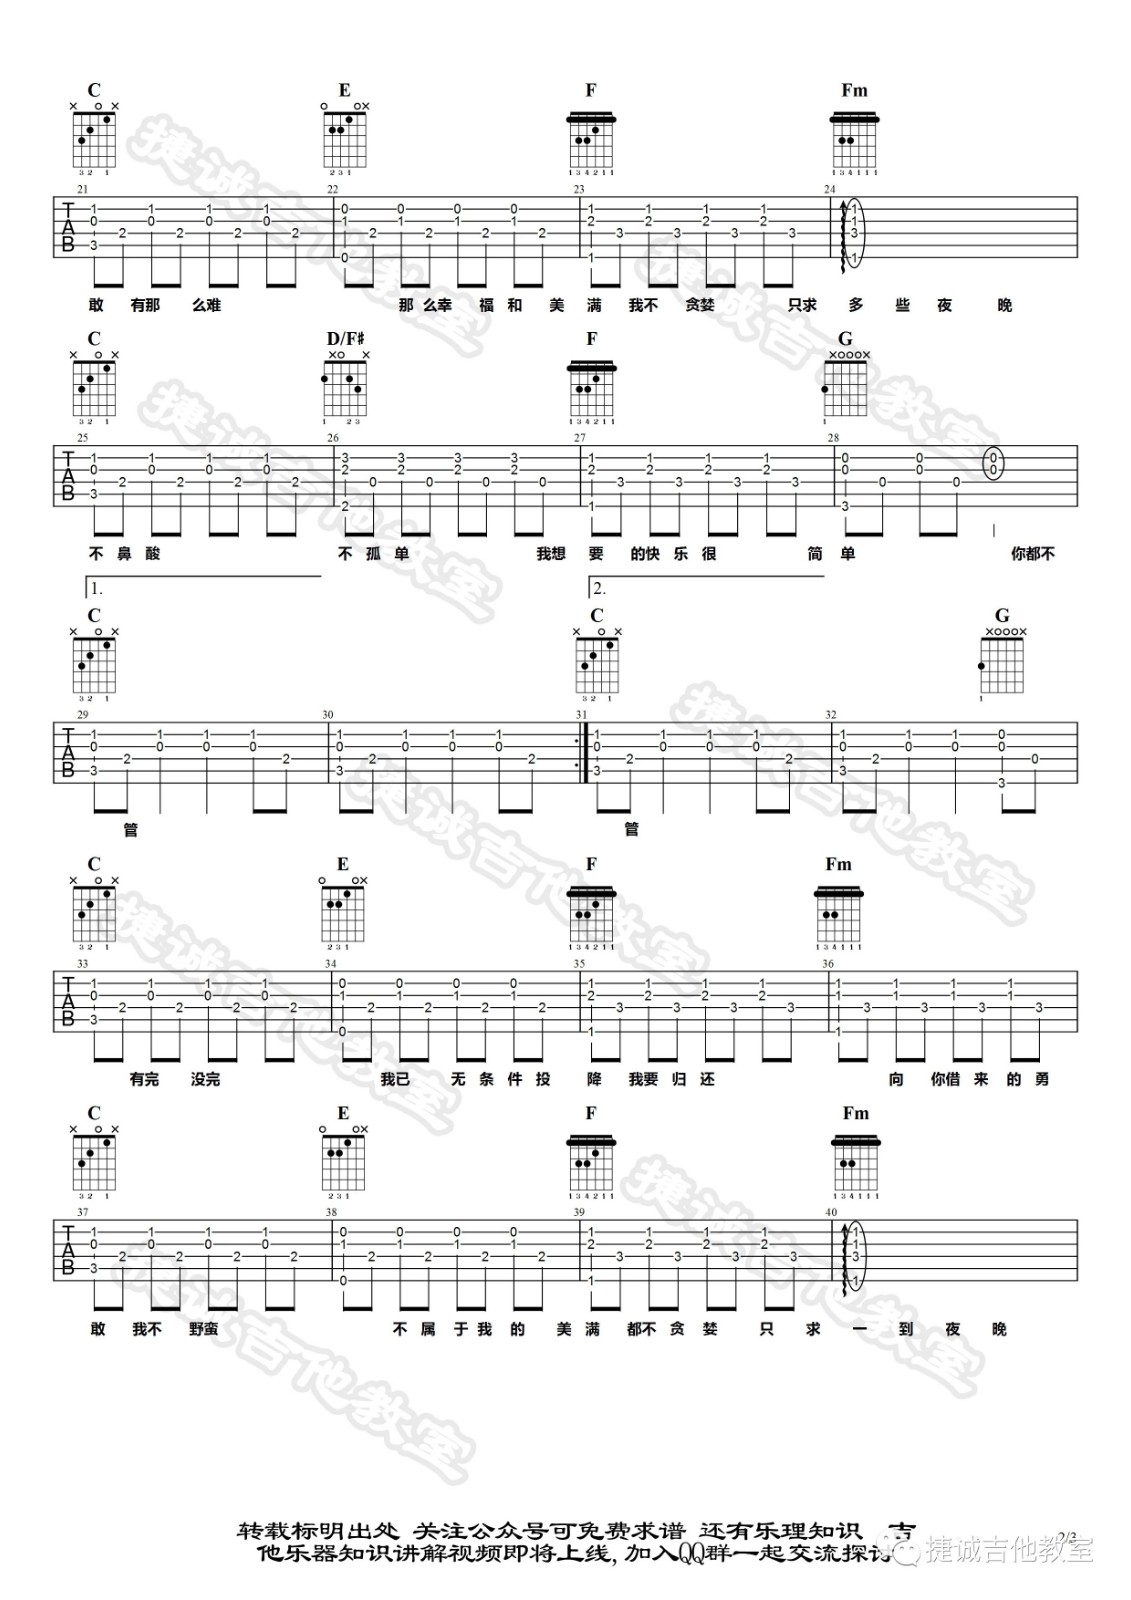 C E F Fm
21 22 23 24
敢 有那 么难 那 么幸 福 和 美 满 我不 贪婪 只求 多 些 夜 晚
C D/F# F G
25 26 27 28
不 鼻 酸 不 孤 单 我想 要 的快 乐 很 简 单 你都不
1. 2.
C C G
29 30 31 32
管 管
C E F Fm
33 34 35 36
有完 没完 我已 无 条 件 投 降 我要 归 还 向 你借 来 的 勇
C E F Fm
37 38 39 40
敢 我不 野蛮 不 属 于 我 的 美 满 都不 贪 婪 只 求 一 到 夜 晚
转载标明出处 关注公众号可免费求谱 还有乐理知识 吉
他乐器知识讲解视频即将上线,加入QQ群一起交流探讨
2/3
捷诚吉他教室